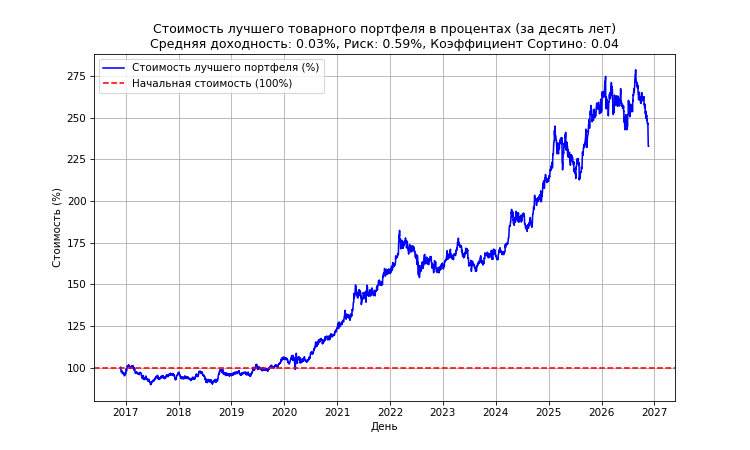 Стоимость лучшего товарного портфеля в процентах (за десять лет)
Средняя доходность: 0.03%, Риск: 0.59%, Коэффициент Сортино: 0.04
Стоимость лучшего портфеля (%)
Начальная стоимость (100%)
Стоимость (%)
275
250
225
200
175
150
125
100
2017 2018 2019 2020 2021 2022 2023 2024 2025 2026 2027
День